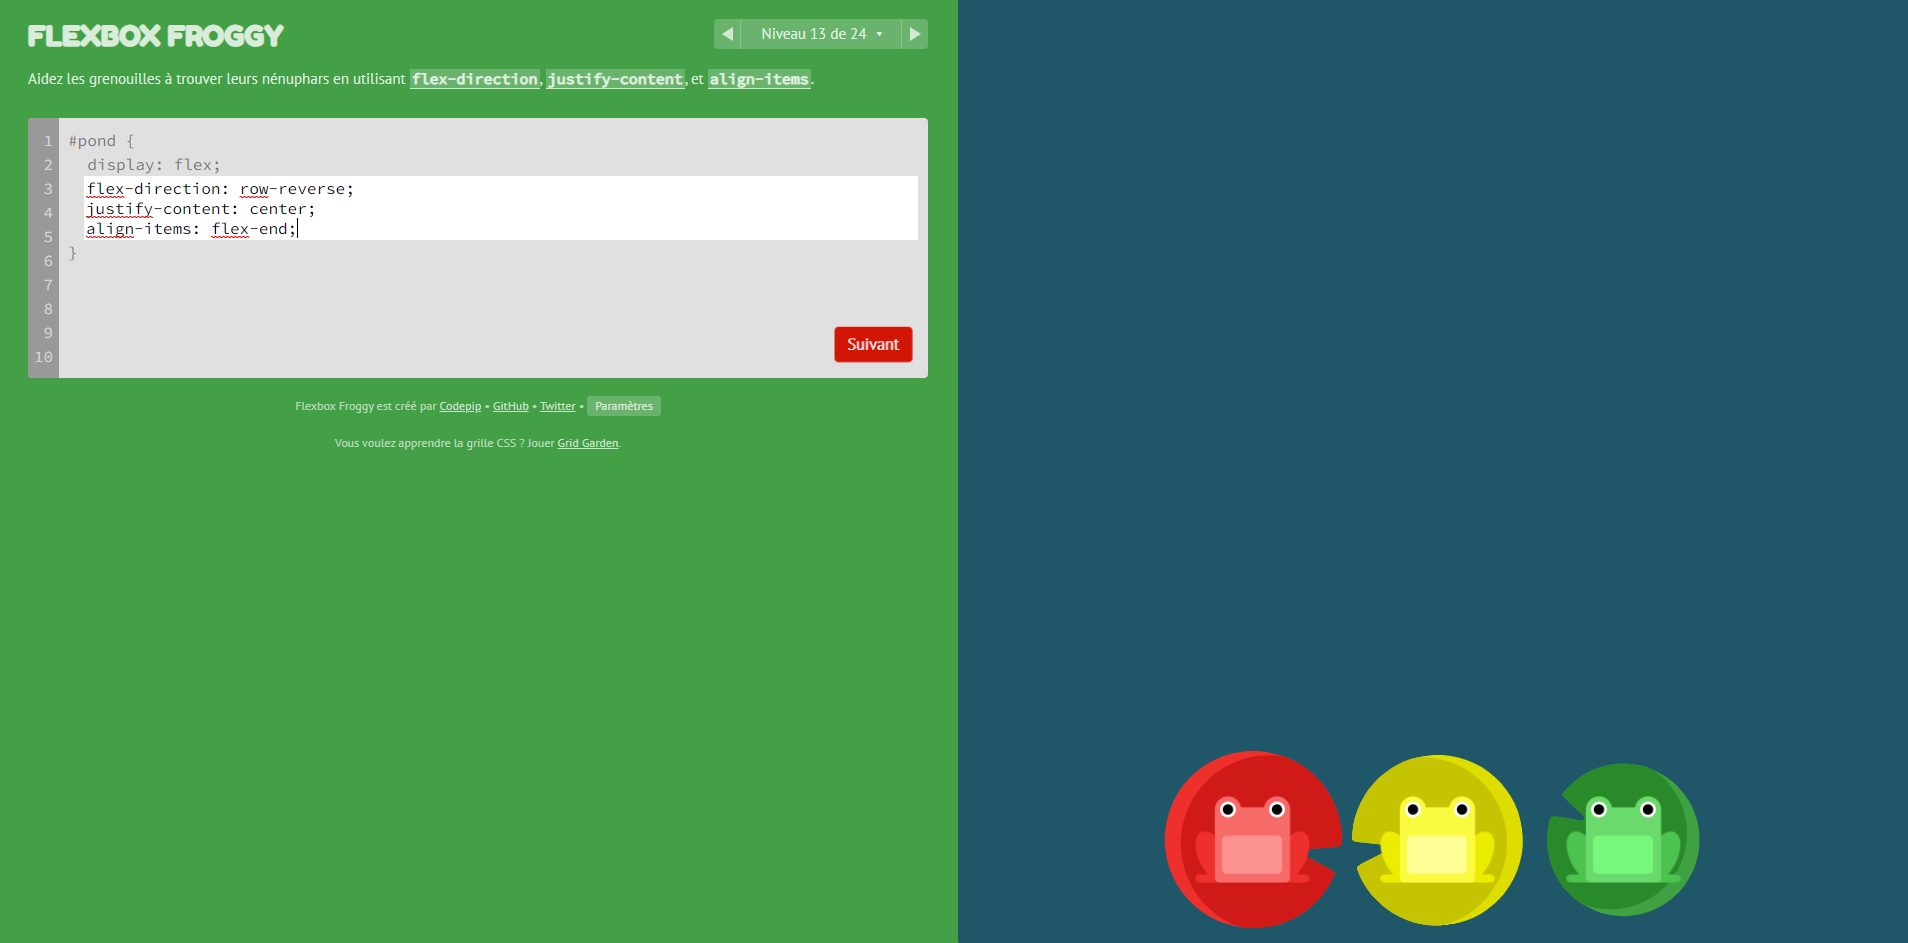 FLEXBOX FROGGY
◀ Niveau 13 de 24 ▾ ▶
Aidez les grenouilles à trouver leurs nénuphars en utilisant flex-direction, justify-content, et align-items.
1 #pond {
2 display: flex;
3 flex-direction: row-reverse;
4 justify-content: center;
5 align-items: flex-end;
6 }
7
8
9
10
Suivant
Flexbox Froggy est créé par Codepip • GitHub • Twitter • Paramètres
Vous voulez apprendre la grille CSS ? Jouer Grid Garden.